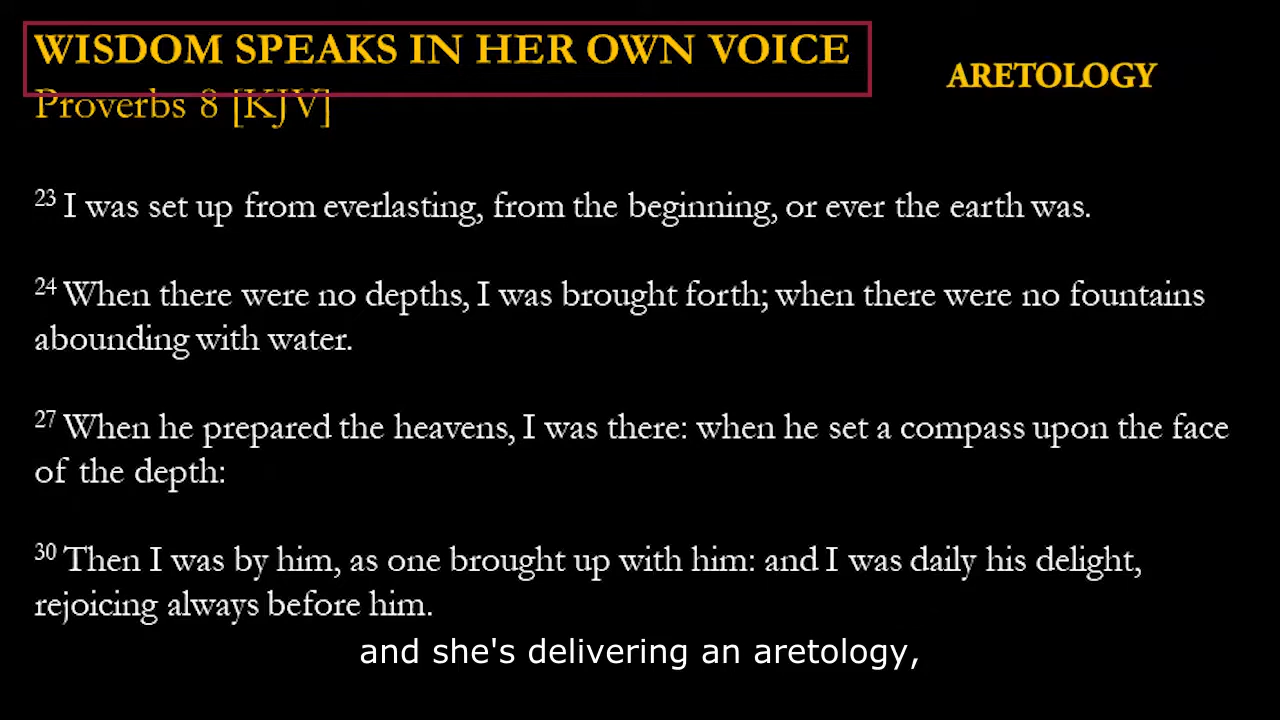 WISDOM SPEAKS IN HER OWN VOICE
ARETOLOGY
Proverbs 8 [KJV]
23 I was set up from everlasting, from the beginning, or ever the earth was.
24 When there were no depths, I was brought forth; when there were no fountains
abounding with water.
27 When he prepared the heavens, I was there: when he set a compass upon the face
of the depth:
30 Then I was by him, as one brought up with him: and I was daily his delight,
rejoicing always before him.
and she's delivering an aretology,